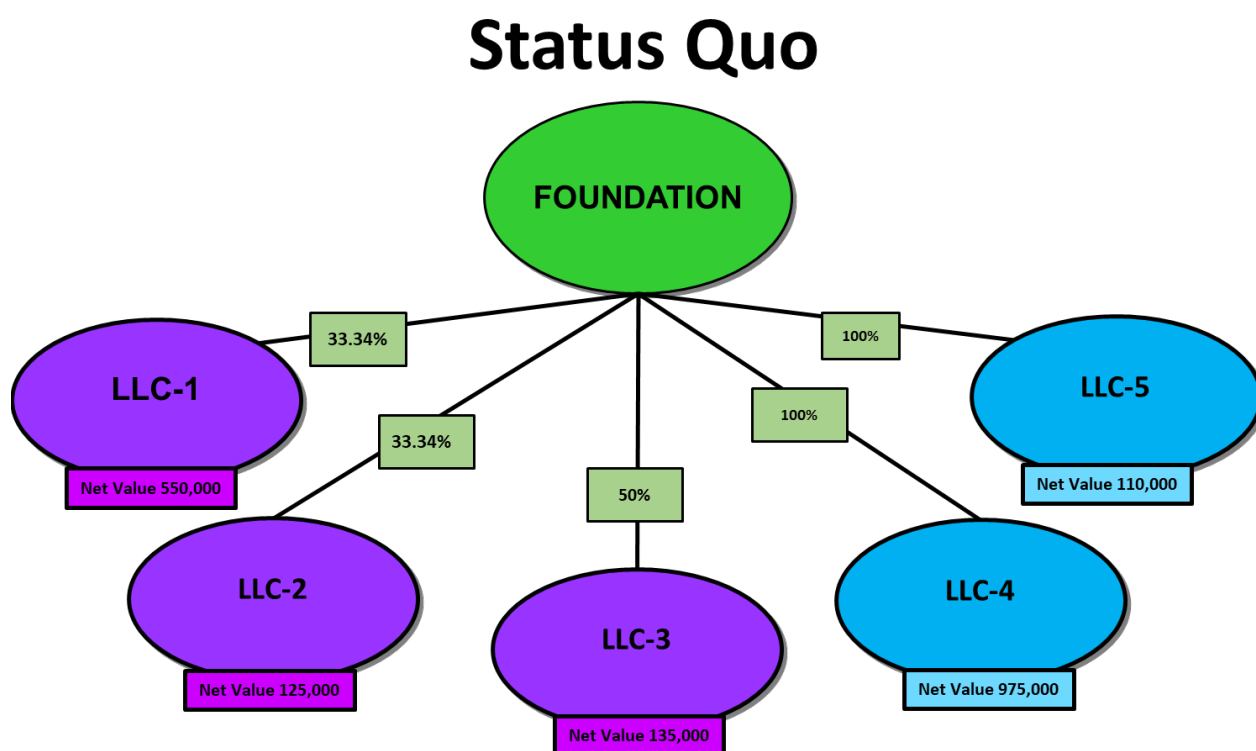 Status Quo
FOUNDATION
33.34%
100%
LLC-1
LLC-5
33.34%
100%
Net Value 550,000
50%
Net Value 110,000
LLC-2
LLC-3
LLC-4
Net Value 125,000
Net Value 975,000
Net Value 135,000